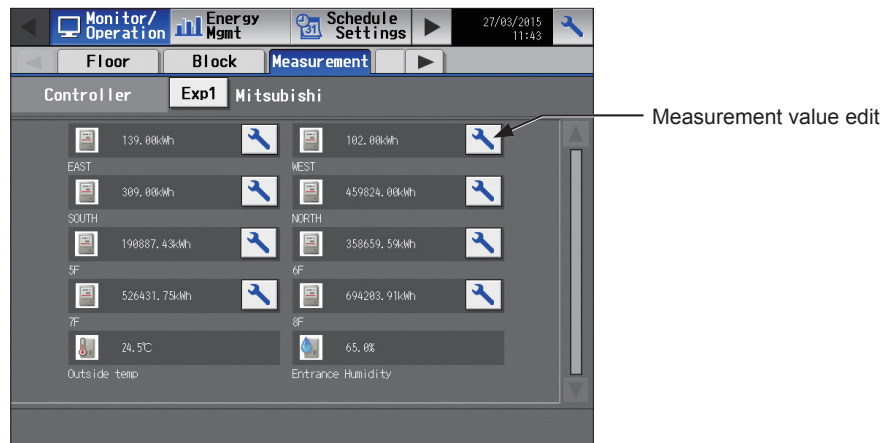 Monitor/ Operation
Energy Mgmt
31
Schedule Settings
27/03/2015
11:43
Floor
Block
Measurement
Controller Exp1 Mitsubishi
139.00kWh
102.00kWh
Measurement value edit
EAST
WEST
309.00kWh
459824.00kWh
SOUTH
NORTH
190887.43kWh
358659.59kWh
5F
6F
526431.75kWh
694203.91kWh
7F
8F
24.5℃
65.0%
Outside temp
Entrance Humidity